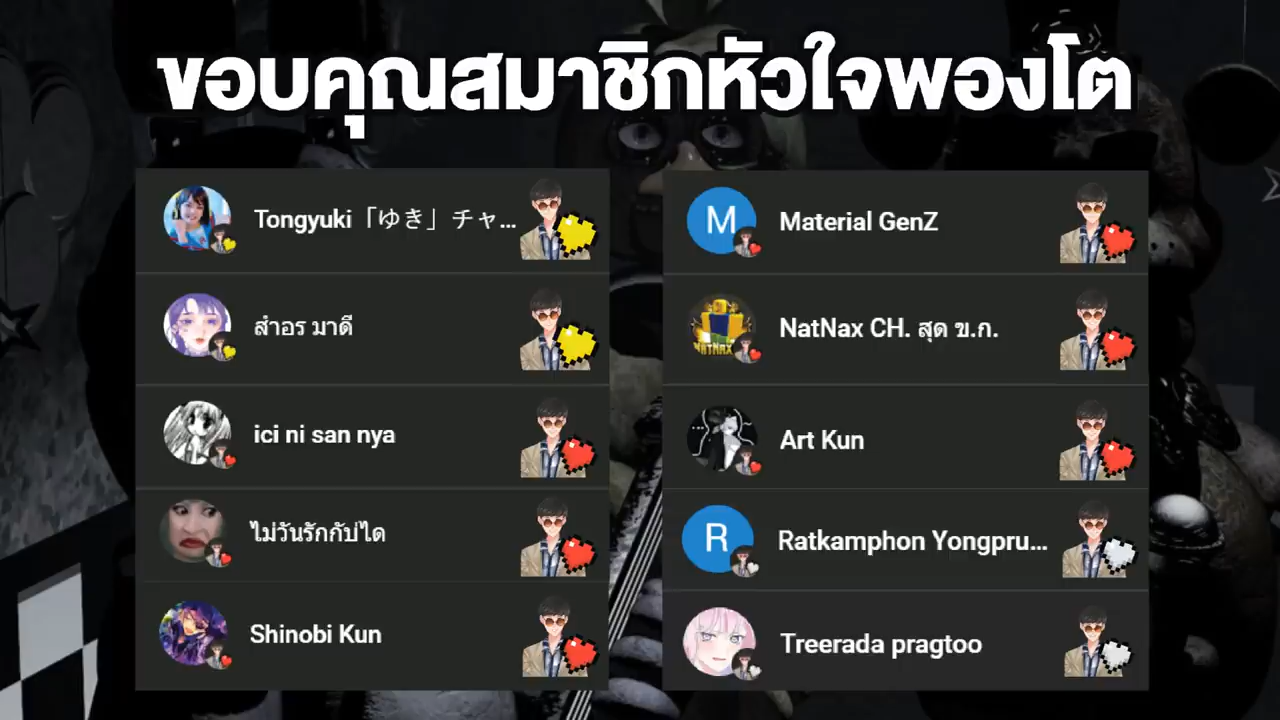 ขอบคุณสมาชิกหัวใจพองโต
Tongyuki「ゆき」チャ...
สำอร มาดี
ici ni san nya
ไม่วันรักกัปได
Shinobi Kun
M
Material GenZ
NATNAX
NatNax CH. สุด ข.ก.
Art Kun
R
Ratkamphon Yongpru...
Treerada pragtoo